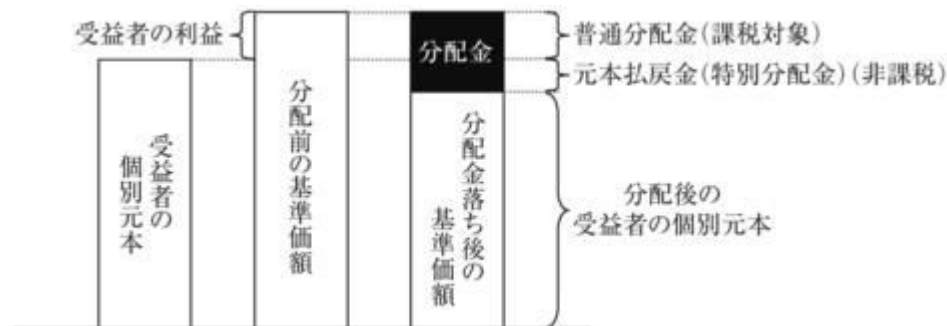 受益者の利益
受益者の
個別元本
分配前の基準価額
分配金
分配金落ち後の
基準価額
普通分配金(課税対象)
元本払戻金(特別分配金)(非課税)
分配後の
受益者の個別元本